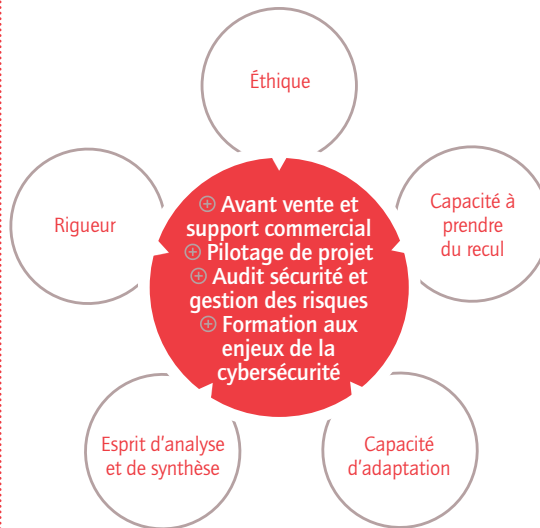 Éthique
Rigueur
Capacité à
prendre
du recul
⊕ Avant vente et
support commercial
⊕ Pilotage de projet
⊕ Audit sécurité et
gestion des risques
⊕ Formation aux
enjeux de la
cybersécurité
Esprit d’analyse
et de synthèse
Capacité
d’adaptation